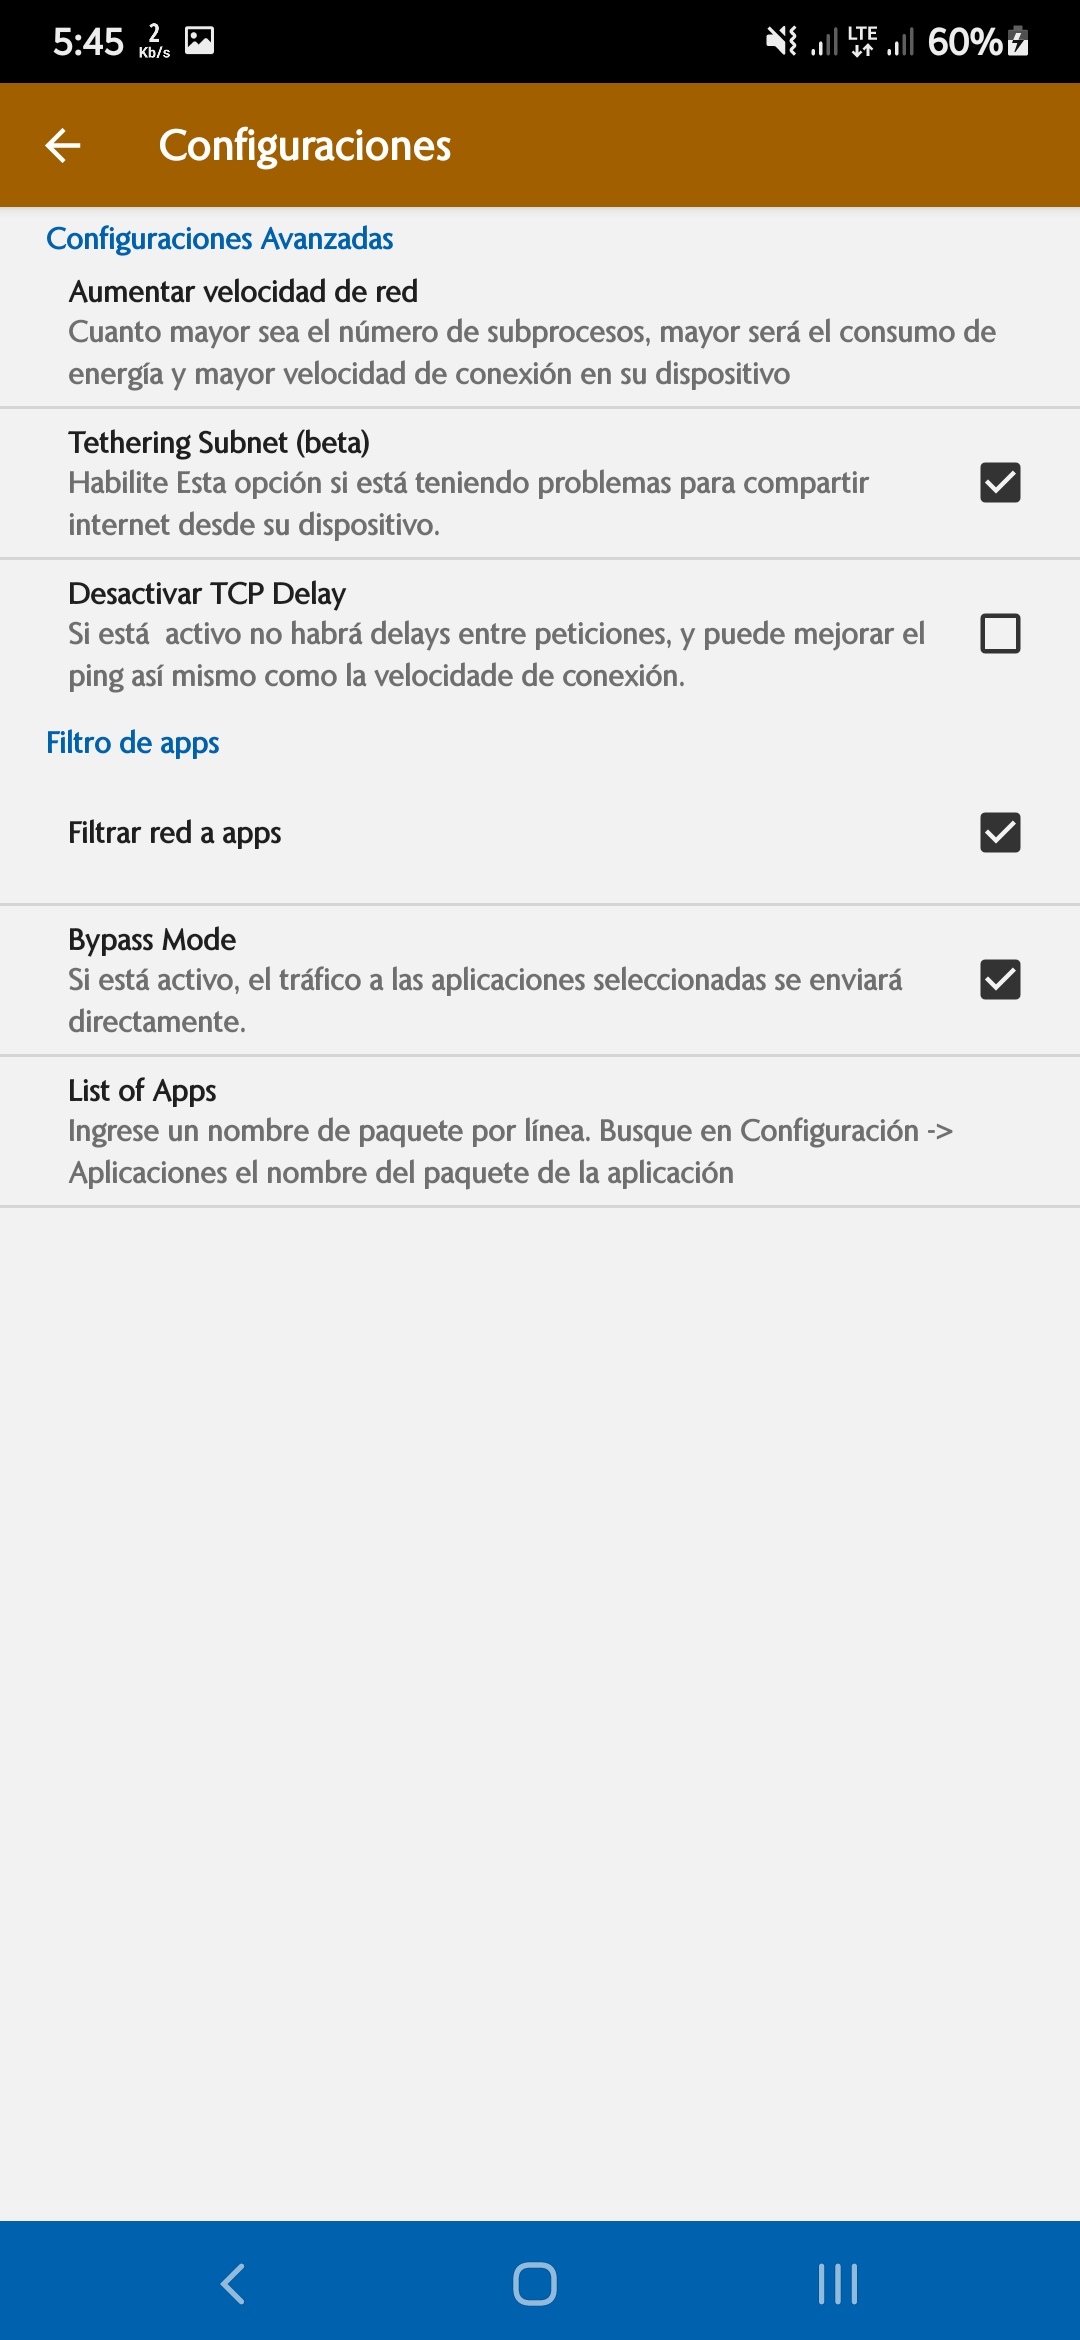 5:45 2 Kb/s LTE 60%
Configuraciones
Configuraciones Avanzadas
Aumentar velocidad de red
Cuanto mayor sea el número de subprocesos, mayor será el consumo de
energía y mayor velocidad de conexión en su dispositivo
Tethering Subnet (beta)
Habilite Esta opción si está teniendo problemas para compartir
internet desde su dispositivo.
Desactivar TCP Delay
Si está  activo no habrá delays entre peticiones, y puede mejorar el
ping así mismo como la velocidade de conexión.
Filtro de apps
Filtrar red a apps
Bypass Mode
Si está activo, el tráfico a las aplicaciones seleccionadas se enviará
directamente.
List of Apps
Ingrese un nombre de paquete por línea. Busque en Configuración ->
Aplicaciones el nombre del paquete de la aplicación